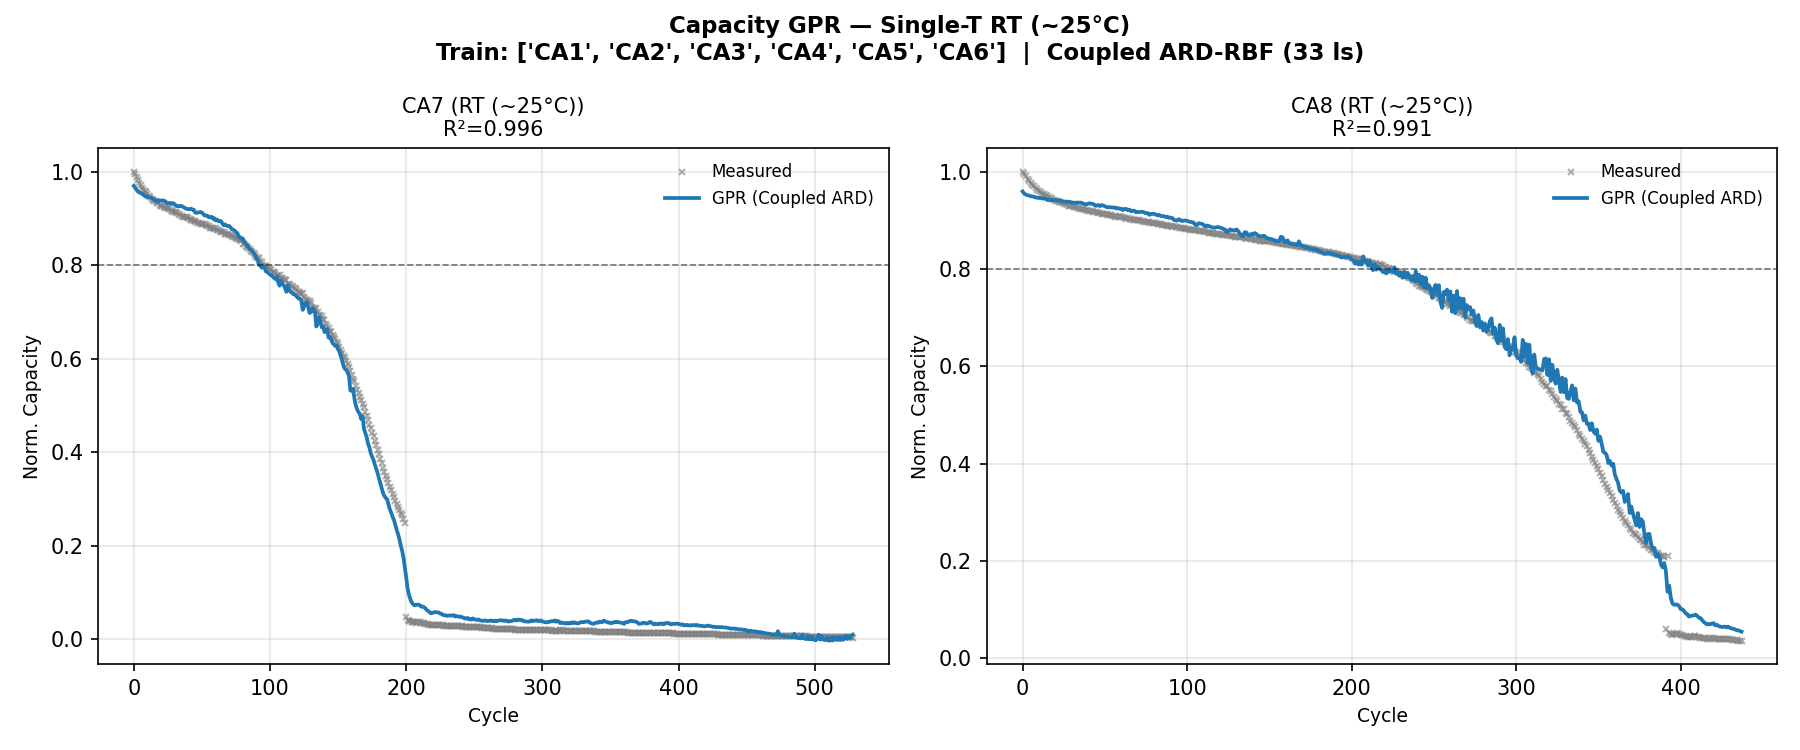 Capacity GPR — Single-T RT (~25°C)
Train: ['CA1', 'CA2', 'CA3', 'CA4', 'CA5', 'CA6']  |  Coupled ARD-RBF (33 ls)
CA7 (RT (~25°C))
R²=0.996
Measured
GPR (Coupled ARD)
Norm. Capacity
1.0
0.8
0.6
0.4
0.2
0.0
0
100
200
300
400
500
Cycle
CA8 (RT (~25°C))
R²=0.991
Measured
GPR (Coupled ARD)
Norm. Capacity
1.0
0.8
0.6
0.4
0.2
0.0
0
100
200
300
400
Cycle